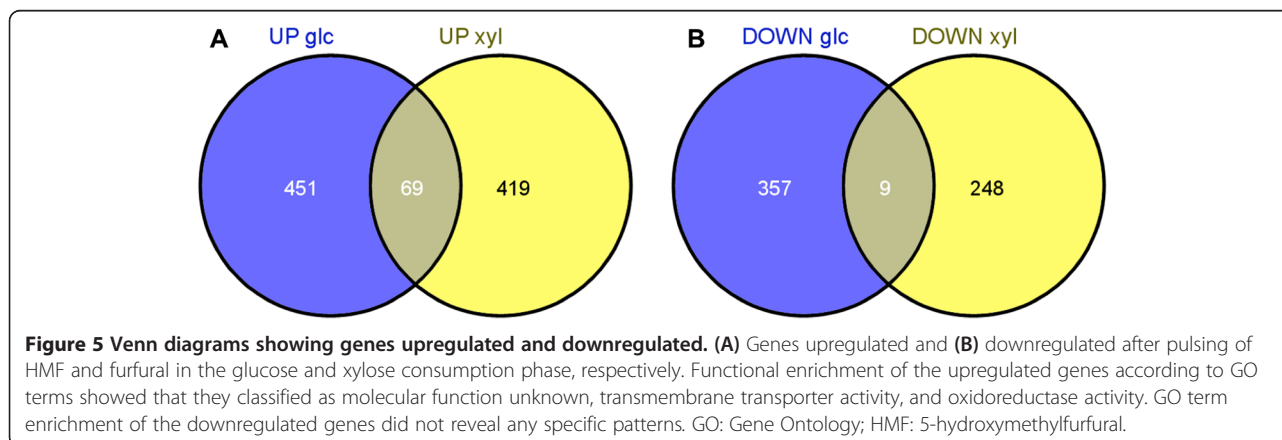 A UP glc UP xyl B DOWN glc DOWN xyl
451 69 419 357 9 248
Figure 5 Venn diagrams showing genes upregulated and downregulated. (A) Genes upregulated and (B) downregulated after pulsing of
HMF and furfural in the glucose and xylose consumption phase, respectively. Functional enrichment of the upregulated genes according to GO
terms showed that they classified as molecular function unknown, transmembrane transporter activity, and oxidoreductase activity. GO term
enrichment of the downregulated genes did not reveal any specific patterns. GO: Gene Ontology; HMF: 5-hydroxymethylfurfural.